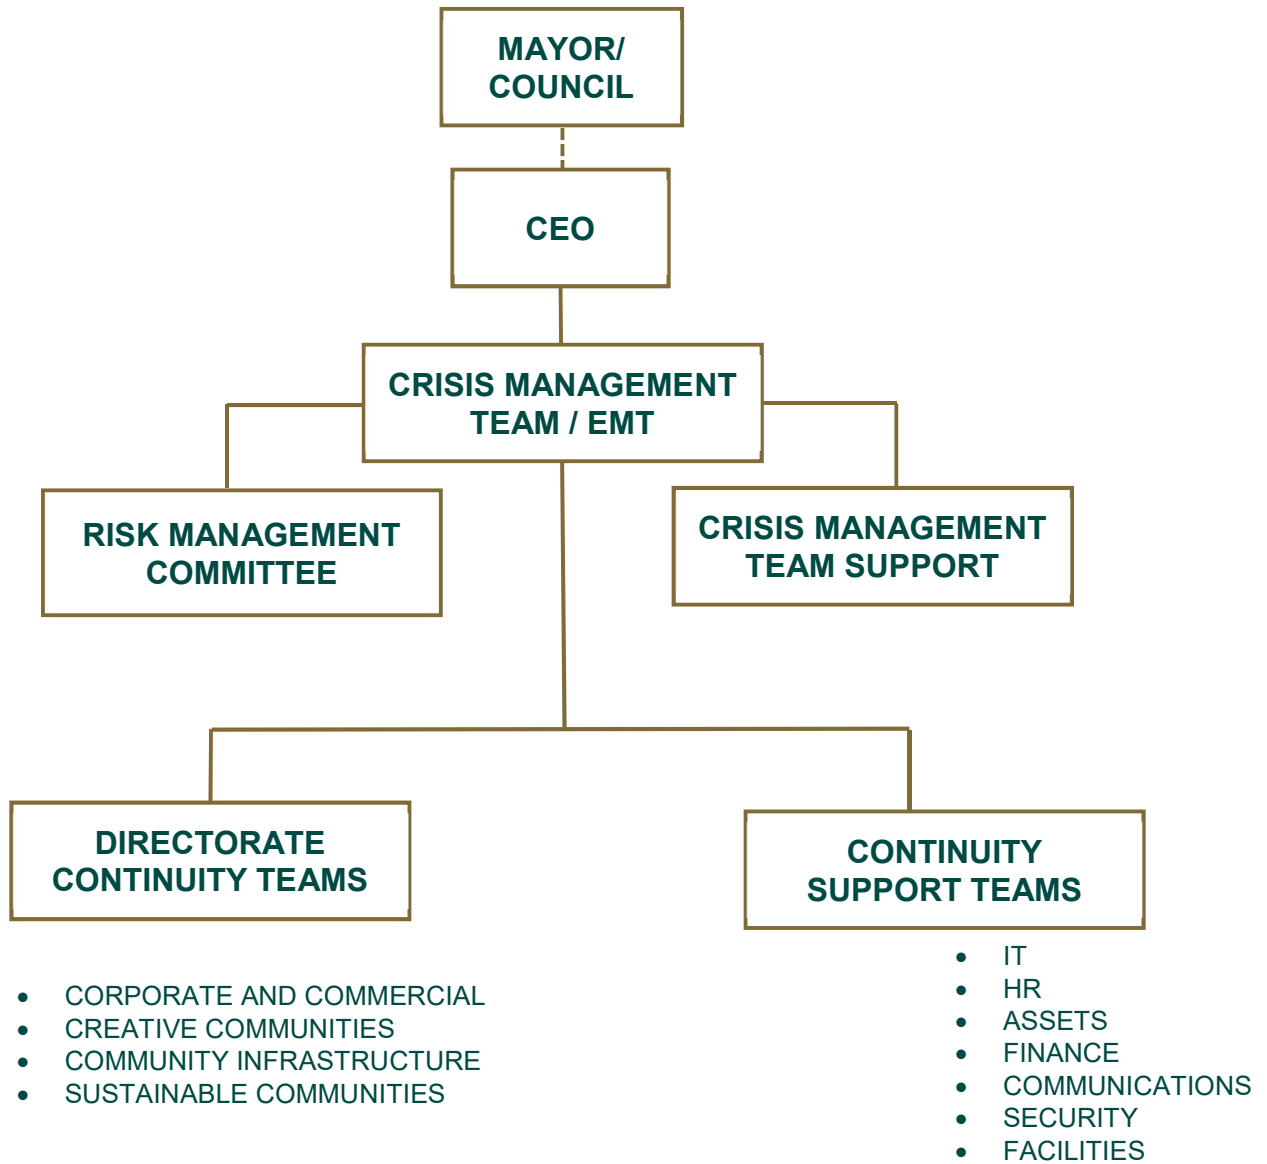 MAYOR/
COUNCIL
CEO
CRISIS MANAGEMENT
TEAM / EMT
RISK MANAGEMENT
COMMITTEE
CRISIS MANAGEMENT
TEAM SUPPORT
DIRECTORATE
CONTINUITY TEAMS
• CORPORATE AND COMMERCIAL
• CREATIVE COMMUNITIES
• COMMUNITY INFRASTRUCTURE
• SUSTAINABLE COMMUNITIES
CONTINUITY
SUPPORT TEAMS
• IT
• HR
• ASSETS
• FINANCE
• COMMUNICATIONS
• SECURITY
• FACILITIES